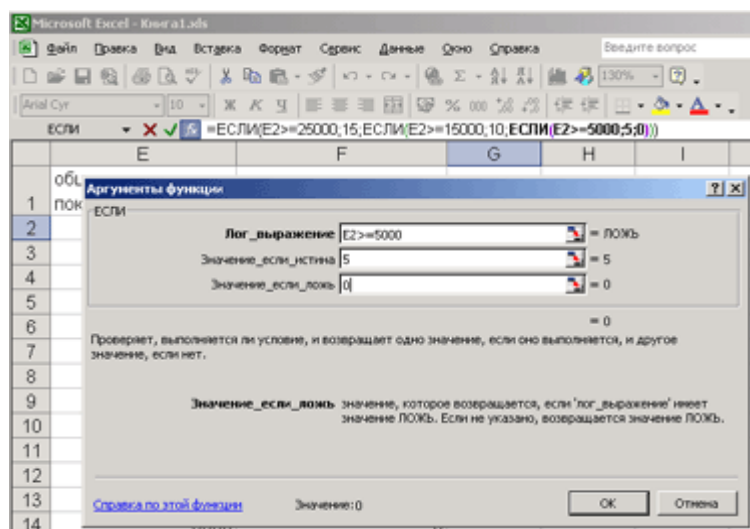 Microsoft Excel - Книга1.xls
Файл Правка Вид Вставка Формат Сервис Данные Окно Справка Введите вопрос
130%
Arial Cyr 10 Ж К Ч % 000
ЕСЛИ =ЕСЛИ(E2>=25000;15;ЕСЛИ(E2>=15000;10;ЕСЛИ(E2>=5000;5;0)))
E F G H I
1 общ
пок
Аргументы функции
ЕСЛИ
Лог_выражение E2>=5000 = ЛОЖЬ
Значение_если_истина 5 = 5
Значение_если_ложь 0 = 0
= 0
Проверяет, выполняется ли условие, и возвращает одно значение, если оно выполняется, и другое
значение, если нет.
Значение_если_ложь значение, которое возвращается, если 'лог_выражение' имеет
значение ЛОЖЬ. Если не указано, возвращается значение ЛОЖЬ.
Справка по этой функции Значение:0 ОК Отмена
2
3
4
5
6
7
8
9
10
11
12
13
14